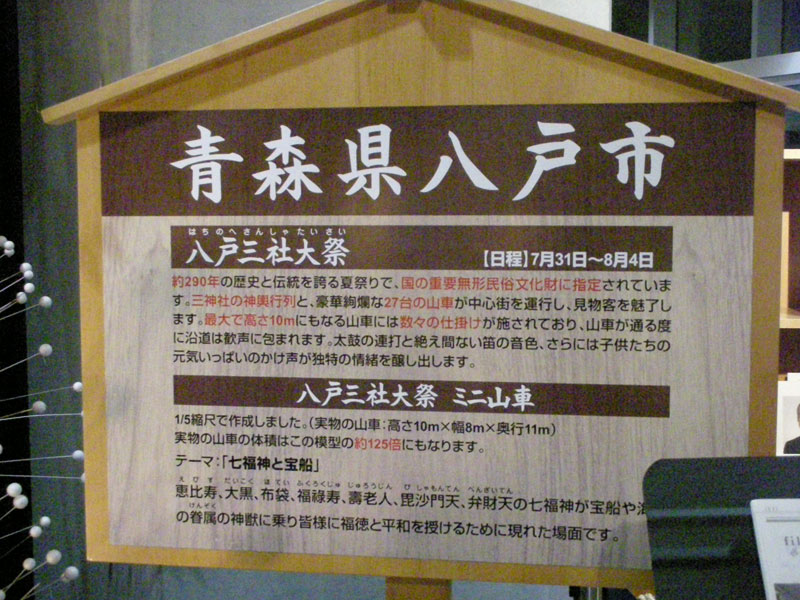 青森県八戸市
はちのへさんしゃたいさい
八戸三社大祭 【日程】7月31日～8月4日
約290年の歴史と伝統を誇る夏祭りで、国の重要無形民俗文化財に指定されていま
す。三神社の神輿行列と、豪華絢爛な27台の山車が中心街を運行し、見物客を魅了し
ます。最大で高さ10mにもなる山車には数々の仕掛けが施されており、山車が通る度
に沿道は歓声に包まれます。太鼓の連打と絶え間ない笛の音色、さらには子供たちの
元気いっぱいのかけ声が独特の情緒を醸し出します。
八戸三社大祭 ミニ山車
1/5縮尺で作成しました。（実物の山車：高さ10m×幅8m×奥行11m）
実物の山車の体積はこの模型の約125倍にもなります。
テーマ：「七福神と宝船」
えびす だいこく ほてい ふくろくじゅ じゅろうじん びしゃもんてん べんざいてん
恵比寿、大黒、布袋、福禄寿、壽老人、毘沙門天、弁財天の七福神が宝船や
けんぞく
の眷属の神獣に乗り皆様に福徳と平和を授けるために現れた場面です。